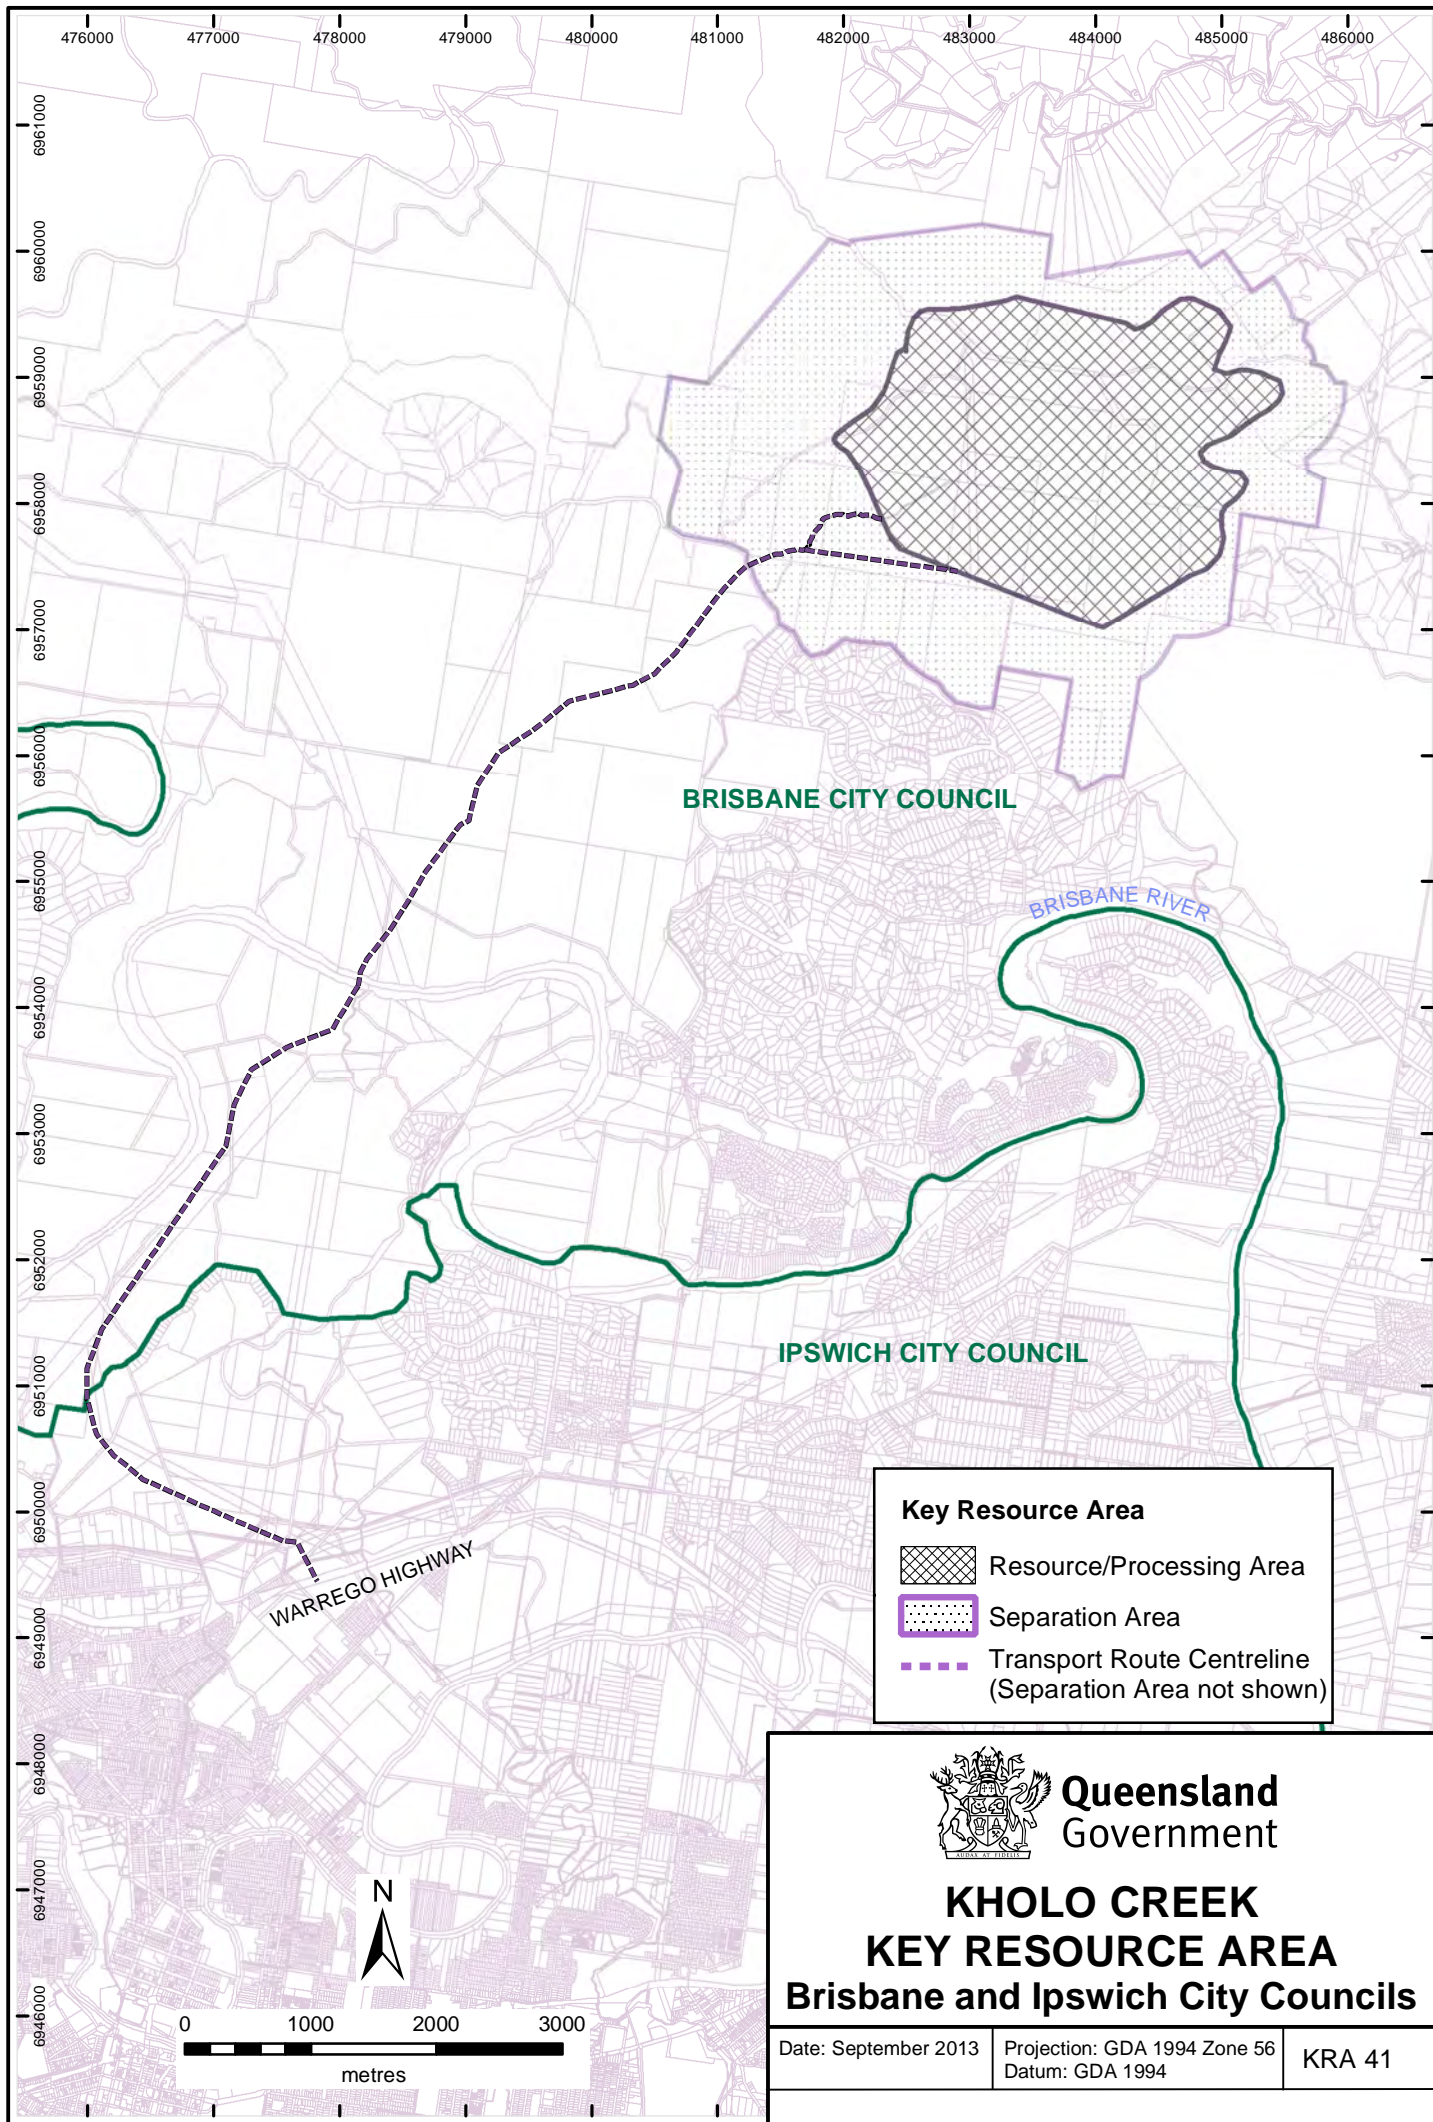 476000 477000 478000 479000 480000 481000 482000 483000 484000 485000 486000
6961000
6960000
6959000
6958000
6957000
6956000
6955000
6954000
6953000
6952000
6951000
6950000
6949000
6948000
6947000
6946000
BRISBANE CITY COUNCIL
BRISBANE RIVER
IPSWICH CITY COUNCIL
WARREGO HIGHWAY
Key Resource Area
Resource/Processing Area
Separation Area
Transport Route Centreline
(Separation Area not shown)
AUDAX AT FIDELIS
Queensland
Government
KHOLO CREEK
KEY RESOURCE AREA
Brisbane and Ipswich City Councils
Date: September 2013
Projection: GDA 1994 Zone 56
Datum: GDA 1994
KRA 41
N
0 1000 2000 3000
metres